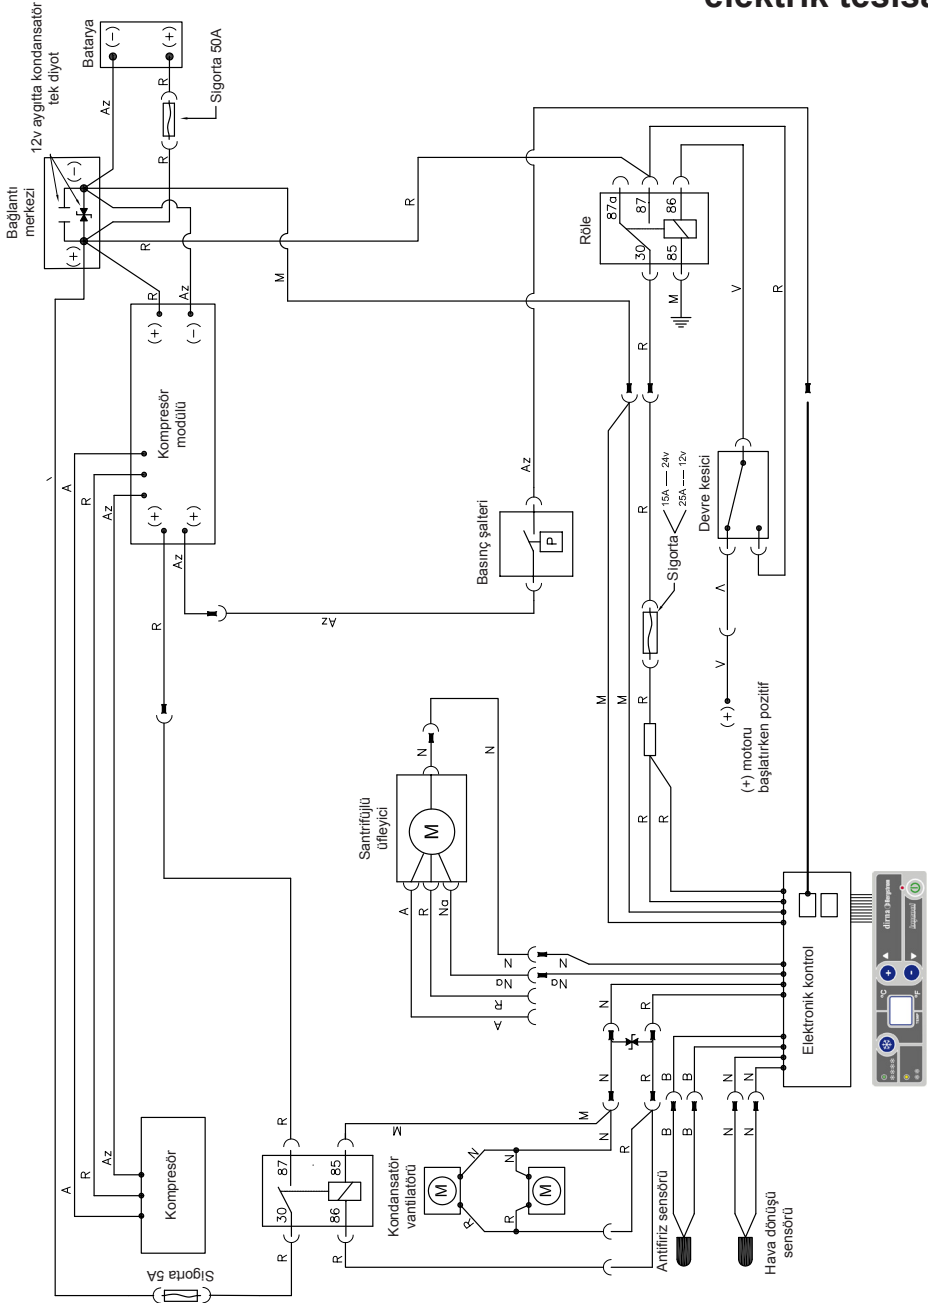 elektrik tesisa
Batarya
(-)
(+)
Az
R
Sigorta 50A
R
12v aygıtta kondansatör
tek diyot
Bağlantı
merkezi
(+)
(-)
R
M
R
R
Az
(+)
(-)
Kompresör
modülü
(+)
(+)
A
R
Az
R
Az
Az
Basınç şalteri
P
Az
Röle
87a
87
86
30
85
M
R
V
R
R
Sigorta
15A --- 24v
25A --- 12v
Devre kesici
V
V
(+)
(+) motoru
başlatırken pozitif
M
M
R
R
R
Santrifüjlü
üfleyici
M
N
N
A
R
Na
N
Na
R
A
N
Na
Elektronik kontrol
dirna Bergstrom
°C
°F
TEMP
+
-
N
R
N
R
B
B
N
N
B
B
N
N
Antifiriz sensörü
Hava dönüşü
sensörü
Kondansatör
vantilatörü
M
M
N
N
R
R
N
R
M
M
R
87
85
30
86
R
R
Sigorta 5A
Kompresör
A
R
Az